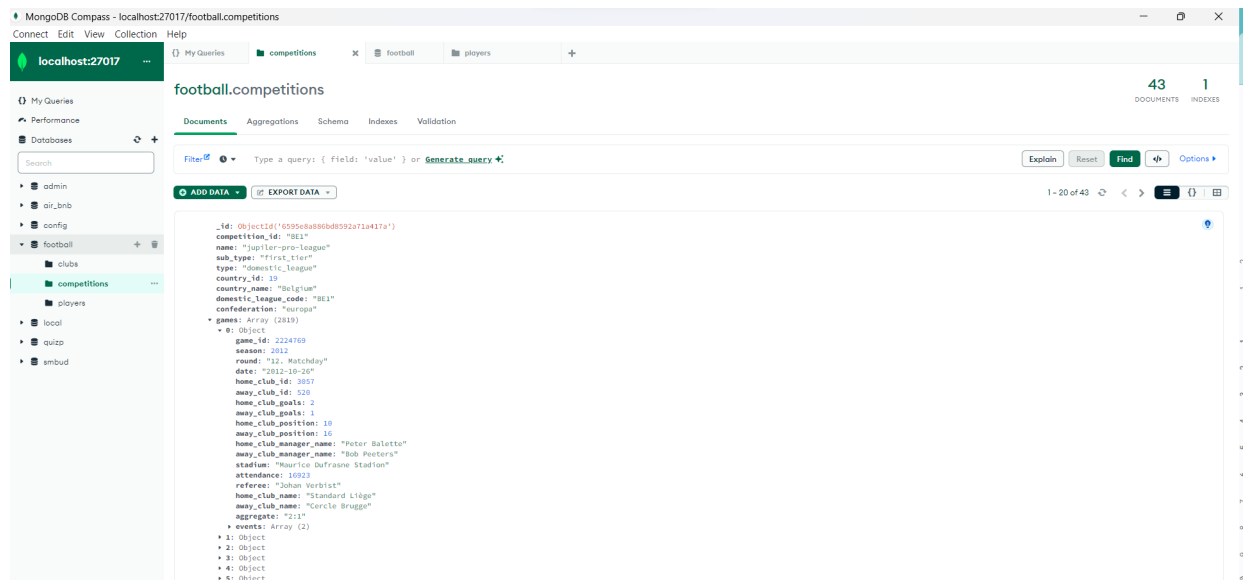 MongoDB Compass - localhost:27017/football.competitions
Connect Edit View Collection Help
localhost:27017 ...
{} My Queries competitions football players +
{} My Queries
Performance
Databases
Search
admin
air_bnb
config
football
clubs
competitions ...
players
local
quizp
smbud
football.competitions
43 DOCUMENTS
1 INDEXES
Documents Aggregations Schema Indexes Validation
Filter Type a query: { field: 'value' } or Generate query Explain Reset Find </> Options
ADD DATA EXPORT DATA 1 - 20 of 43 {}
_id: ObjectId('6595e8a886bd8592a71a417a')
competition_id: "BE1"
name: "jupiler-pro-league"
sub_type: "first_tier"
type: "domestic_league"
country_id: 19
country_name: "Belgium"
domestic_league_code: "BE1"
confederation: "europa"
games: Array (2819)
0: Object
game_id: 2224769
season: 2012
round: "12. Matchday"
date: "2012-10-26"
home_club_id: 3057
away_club_id: 520
home_club_goals: 2
away_club_goals: 1
home_club_position: 10
away_club_position: 16
home_club_manager_name: "Peter Balette"
away_club_manager_name: "Bob Peeters"
stadium: "Maurice Dufrasne Stadion"
attendance: 16923
referee: "Johan Verbist"
home_club_name: "Standard Liège"
away_club_name: "Cercle Brugge"
aggregate: "2:1"
events: Array (2)
1: Object
2: Object
3: Object
4: Object
5: Object